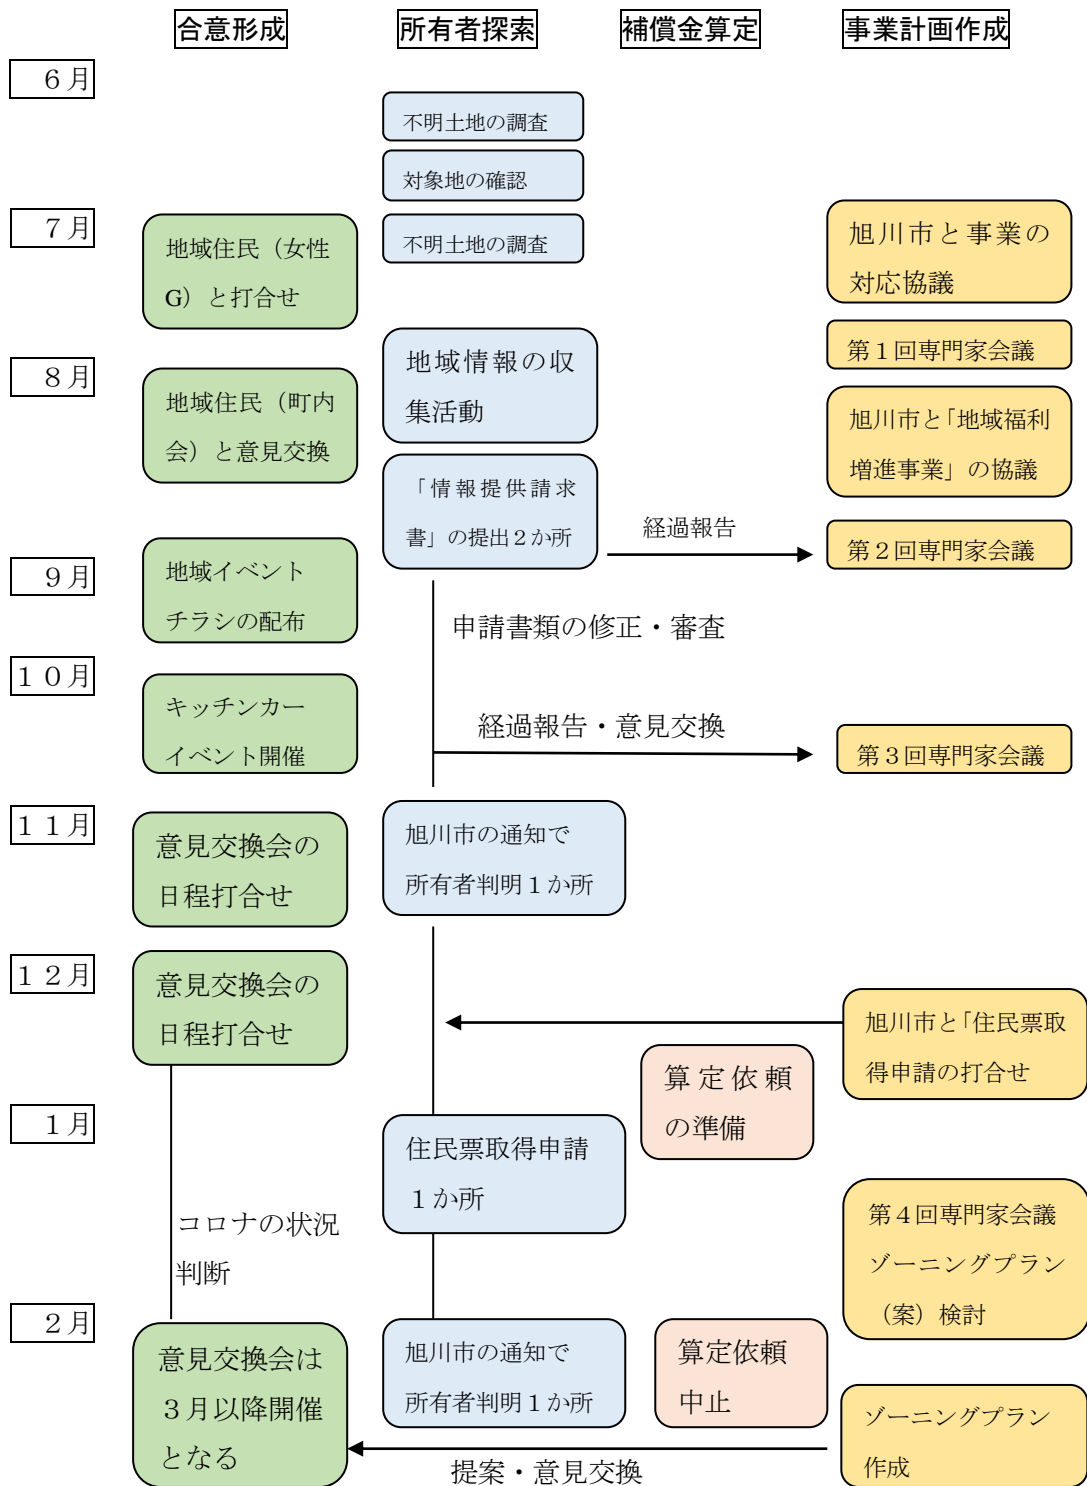 合意形成
所有者探索
補償金算定
事業計画作成
６月
不明土地の調査
対象地の確認
７月
不明土地の調査
地域住民（女性
G）と打合せ
旭川市と事業の
対応協議
第１回専門家会議
８月
地域情報の収
集活動
地域住民（町内
会）と意見交換
旭川市と「地域福利
増進事業」の協議
「情報提供請求
書」の提出２か所
経過報告
第２回専門家会議
９月
地域イベント
チラシの配布
申請書類の修正・審査
１０月
キッチンカー
イベント開催
経過報告・意見交換
第３回専門家会議
１１月
意見交換会の
日程打合せ
旭川市の通知で
所有者判明１か所
１２月
意見交換会の
日程打合せ
旭川市と「住民票取
得申請の打合せ
算定依頼
の準備
１月
住民票取得申請
１か所
コロナの状況
判断
第４回専門家会議
ゾーニングプラン
（案）検討
２月
意見交換会は
３月以降開催
となる
旭川市の通知で
所有者判明１か所
算定依頼
中止
ゾーニングプラン
作成
提案・意見交換